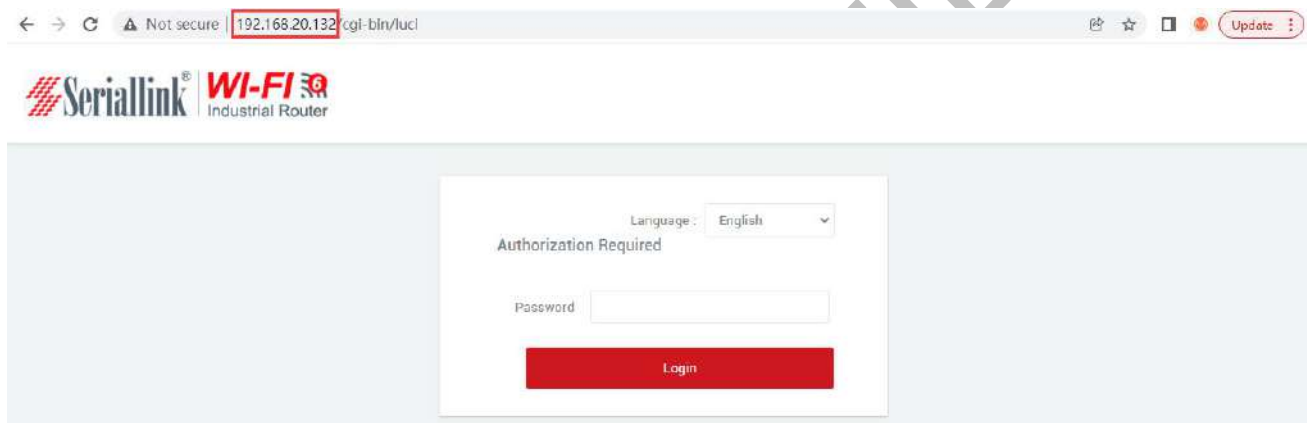 Not secure | 192.168.20.132/cgi-bin/luci
Update
Seriallink® WI-FI 6
Industrial Router
Language : English
Authorization Required
Password
Login